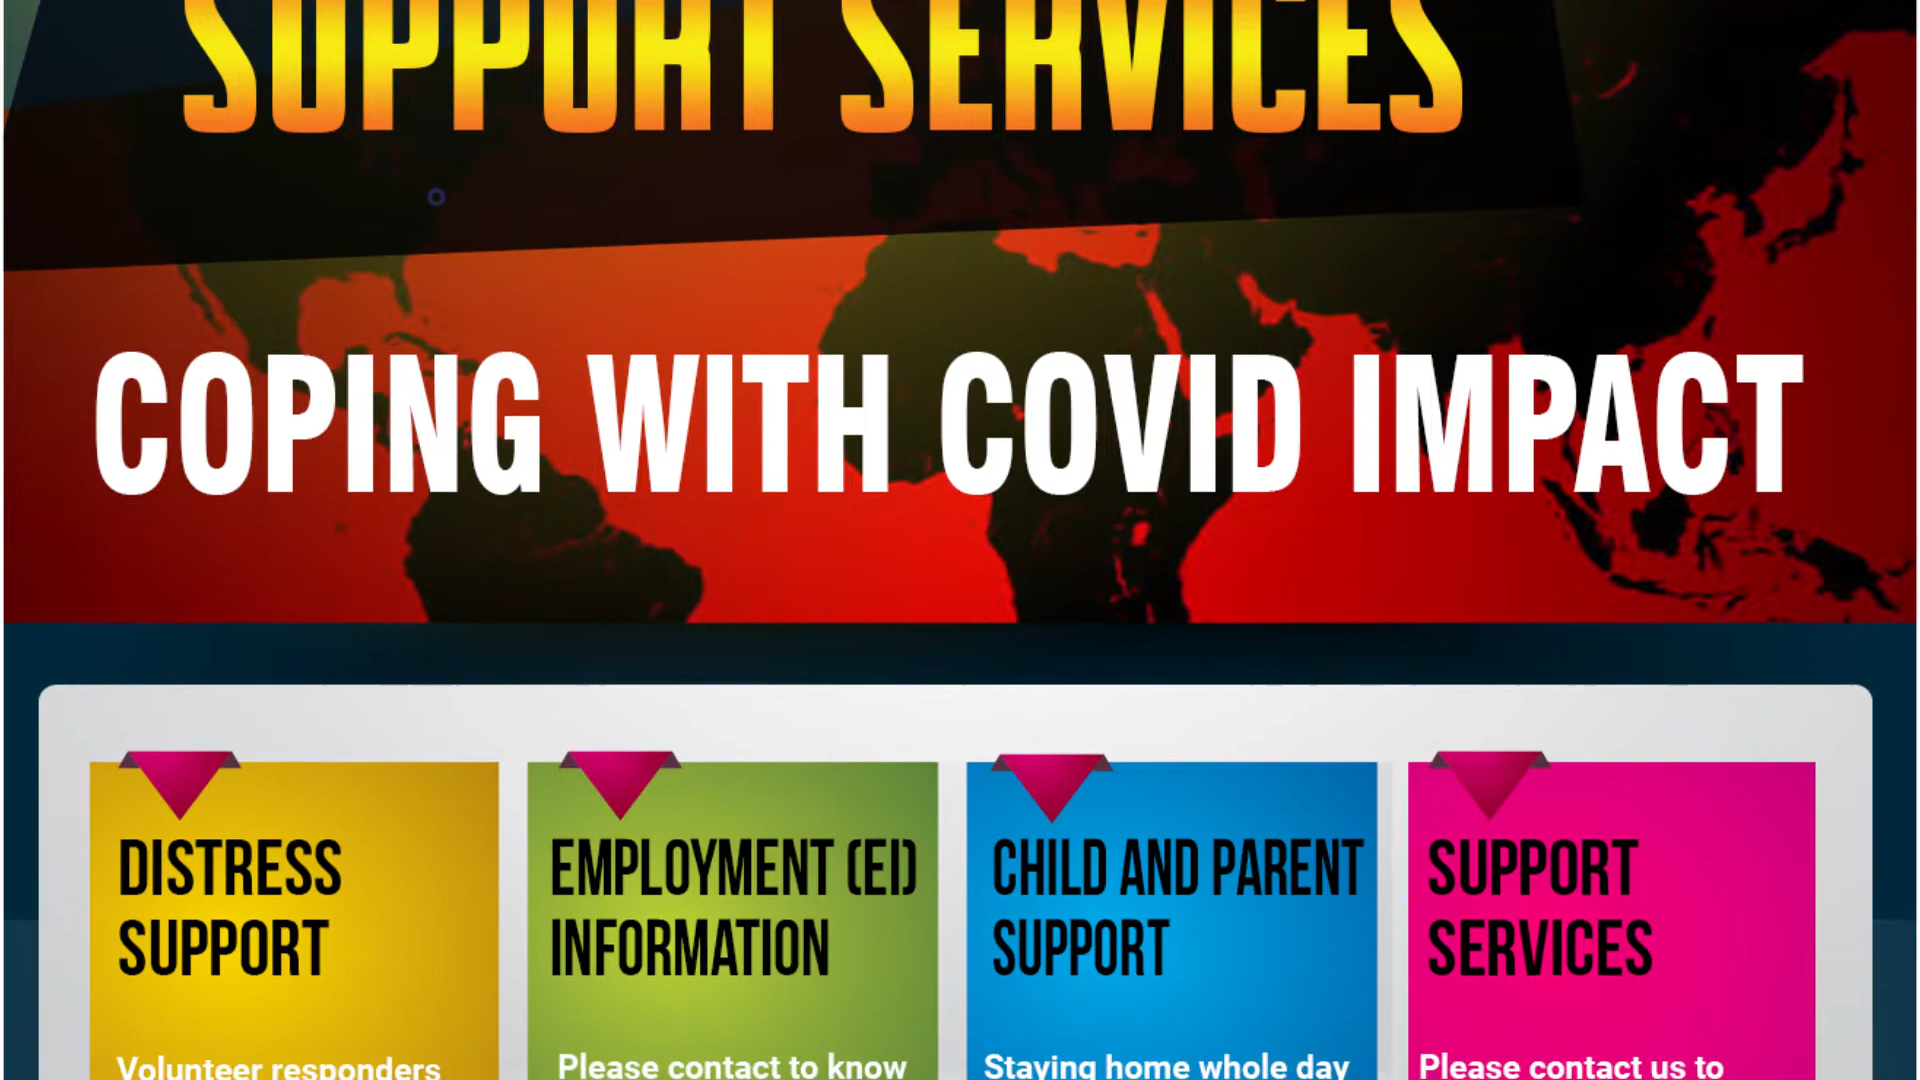 SUPPORT SERVICES
COPING WITH COVID IMPACT
DISTRESS
SUPPORT
Volunteer responders
EMPLOYMENT (EI)
INFORMATION
Please contact to know
CHILD AND PARENT
SUPPORT
Staying home whole day
SUPPORT
SERVICES
Please contact us to